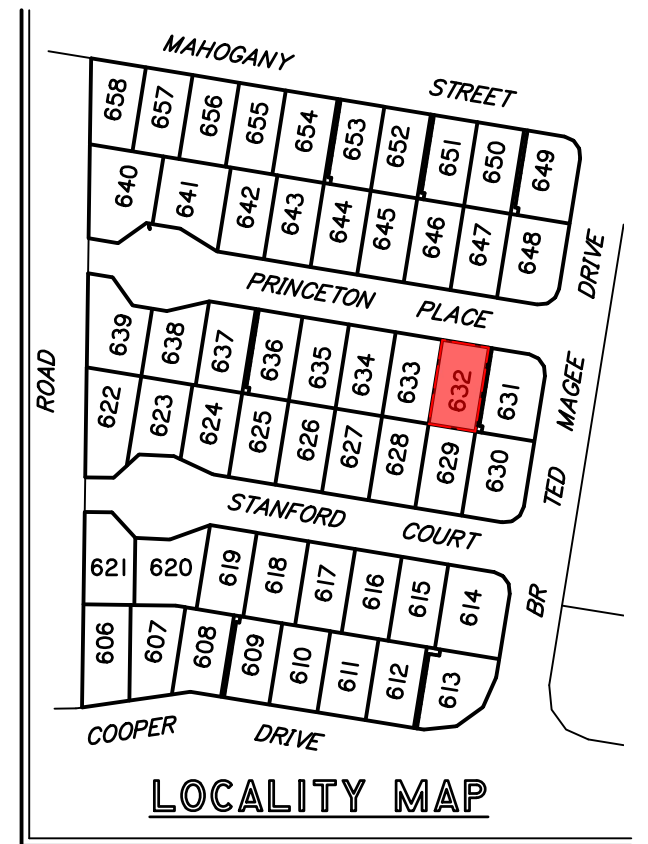 MAHOGANY STREET
658 657 656 655 654 653 652 651 650 649
640 641 642 643 644 645 646 647 648
PRINCETON PLACE
639 638 637 636 635 634 633 632 631
622 623 624 625 626 627 628 629 630
STANFORD COURT
621 620 619 618 617 616 615 614
606 607 608 609 610 611 612 613
COOPER DRIVE
ROAD
BR TED MAGEE DRIVE
LOCALITY MAP